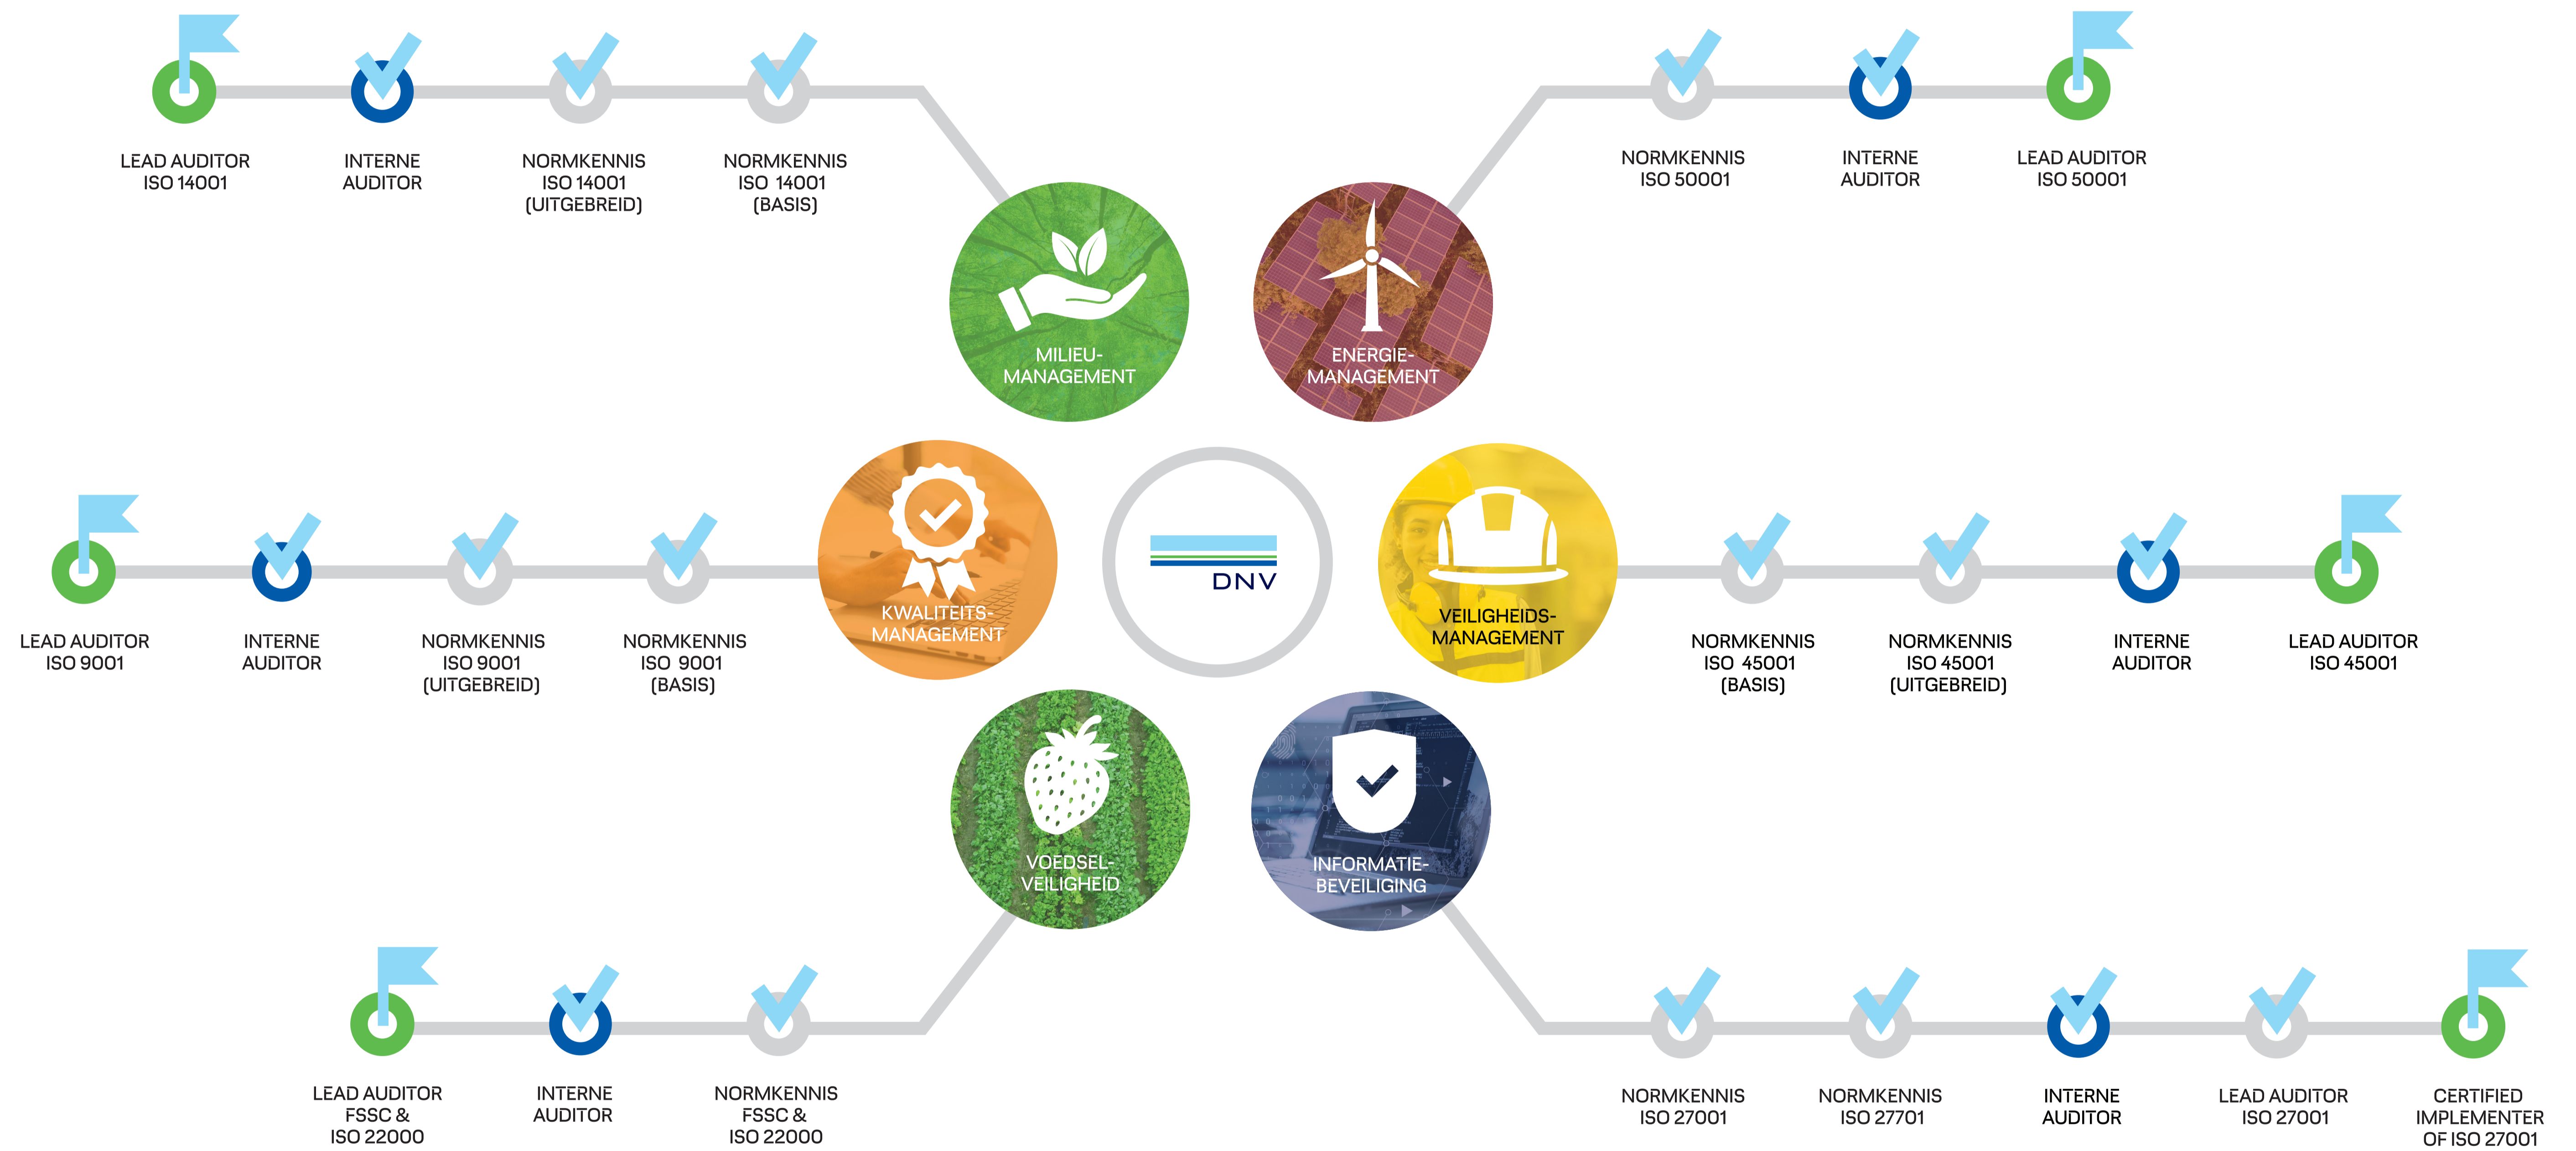 LEAD AUDITOR
ISO 14001
INTERNE
AUDITOR
NORMKENNIS
ISO 14001
(UITGEBREID)
NORMKENNIS
ISO 14001
(BASIS)
NORMKENNIS
ISO 50001
INTERNE
AUDITOR
LEAD AUDITOR
ISO 50001
MILIEU-
MANAGEMENT
ENERGIE-
MANAGEMENT
LEAD AUDITOR
ISO 9001
INTERNE
AUDITOR
NORMKENNIS
ISO 9001
(UITGEBREID)
NORMKENNIS
ISO 9001
(BASIS)
KWALITEITS-
MANAGEMENT
DNV
VEILIGHEIDS-
MANAGEMENT
NORMKENNIS
ISO 45001
(BASIS)
NORMKENNIS
ISO 45001
(UITGEBREID)
INTERNE
AUDITOR
LEAD AUDITOR
ISO 45001
VOEDSEL-
VEILIGHEID
INFORMATIE-
BEVEILIGING
LEAD AUDITOR
FSSC &
ISO 22000
INTERNE
AUDITOR
NORMKENNIS
FSSC &
ISO 22000
NORMKENNIS
ISO 27001
NORMKENNIS
ISO 27701
INTERNE
AUDITOR
LEAD AUDITOR
ISO 27001
CERTIFIED
IMPLEMENTER
OF ISO 27001